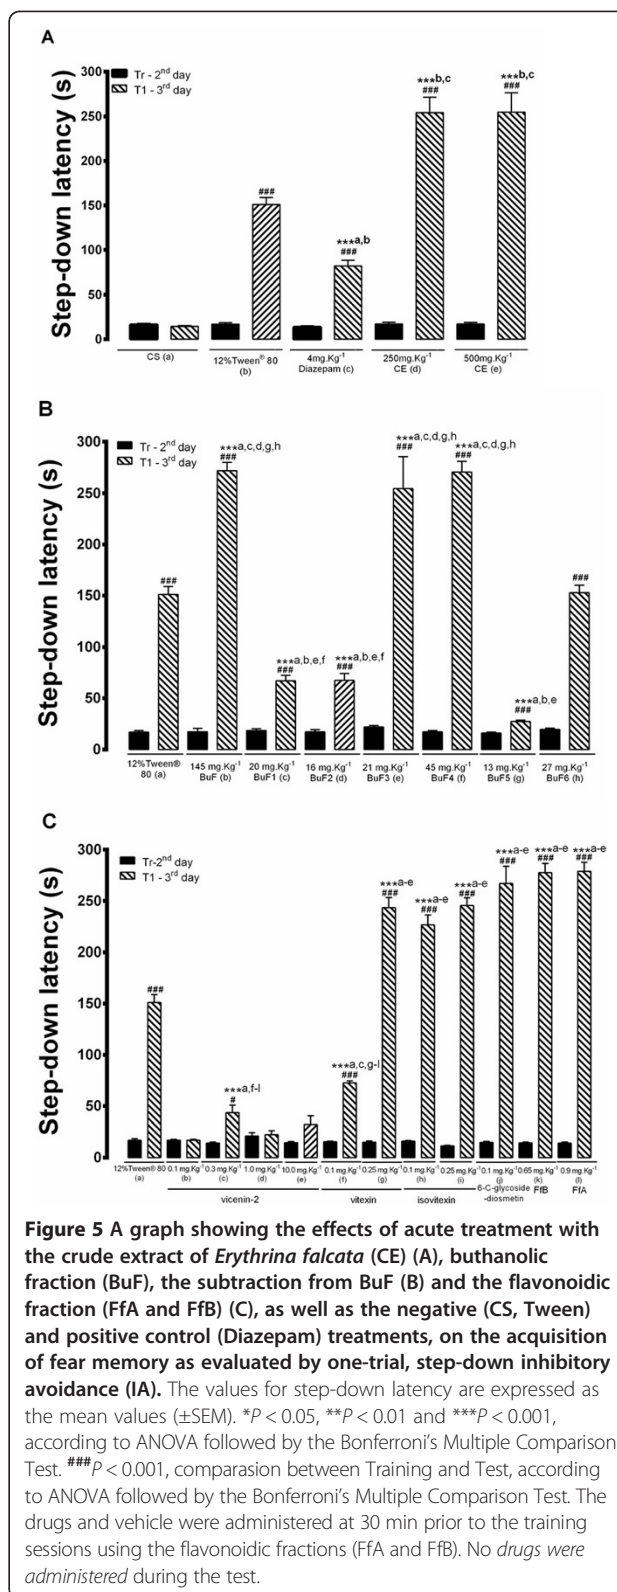 A
Step-down latency (s)
300
250
200
150
100
50
0
Tr - 2nd day
T1 - 3rd day
###
***a,b
###
***b,c
###
***b,c
###
CS (a)
12%Tween® 80
(b)
4mg.Kg-1
Diazepam (c)
250mg.Kg-1
CE (d)
500mg.Kg-1
CE (e)
B
Step-down latency (s)
300
250
200
150
100
50
0
Tr - 2nd day
T1 - 3rd day
###
***a,c,d,g,h
###
***a,b,e,f
###
***a,b,e,f
###
***a,c,d,g,h
###
***a,c,d,g,h
###
***a,b,e
###
###
12%Tween®
80 (a)
145 mg.Kg-1
BuF (b)
20 mg.Kg-1
BuF1 (c)
16 mg.Kg-1
BuF2 (d)
21 mg.Kg-1
BuF3 (e)
45 mg.Kg-1
BuF4 (f)
13 mg.Kg-1
BuF5 (g)
27 mg.Kg-1
BuF6 (h)
C
Step-down latency (s)
300
250
200
150
100
50
0
Tr-2nd day
T1 - 3rd day
###
***a,f-l
#
***a,c,g-l
###
***a-e
###
***a-e
###
***a-e
###
***a-e
###
***a-e
###
***a-e
###
12%Tween® 80
(a)
0.1 mg.Kg-1
(b)
0.3 mg.Kg-1
(c)
1.0 mg.Kg-1
(d)
10.0 mg.Kg-1
(e)
0.1 mg.Kg-1
(f)
0.25 mg.Kg-1
(g)
0.1 mg.Kg-1
(h)
0.25 mg.Kg-1
(i)
0.1 mg.Kg-1
(j)
0.65 mg.Kg-1
(k)
0.9 mg.Kg-1
(l)
vicenin-2
vitexin
isovitexin
6-C-glycoside
-diosmetin
FfB
FfA
Figure 5 A graph showing the effects of acute treatment with
the crude extract of Erythrina falcata (CE) (A), buthanolic
fraction (BuF), the subtraction from BuF (B) and the flavonoidic
fraction (FfA and FfB) (C), as well as the negative (CS, Tween)
and positive control (Diazepam) treatments, on the acquisition
of fear memory as evaluated by one-trial, step-down inhibitory
avoidance (IA). The values for step-down latency are expressed as
the mean values (±SEM). *P < 0.05, **P < 0.01 and ***P < 0.001,
according to ANOVA followed by the Bonferroni's Multiple Comparison
Test. ###P < 0.001, comparasion between Training and Test, according
to ANOVA followed by the Bonferroni's Multiple Comparison Test. The
drugs and vehicle were administered at 30 min prior to the training
sessions using the flavonoidic fractions (FfA and FfB). No drugs were
administered during the test.